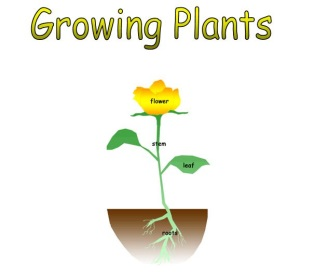 Growing Plants
flower
stem
leaf
roots